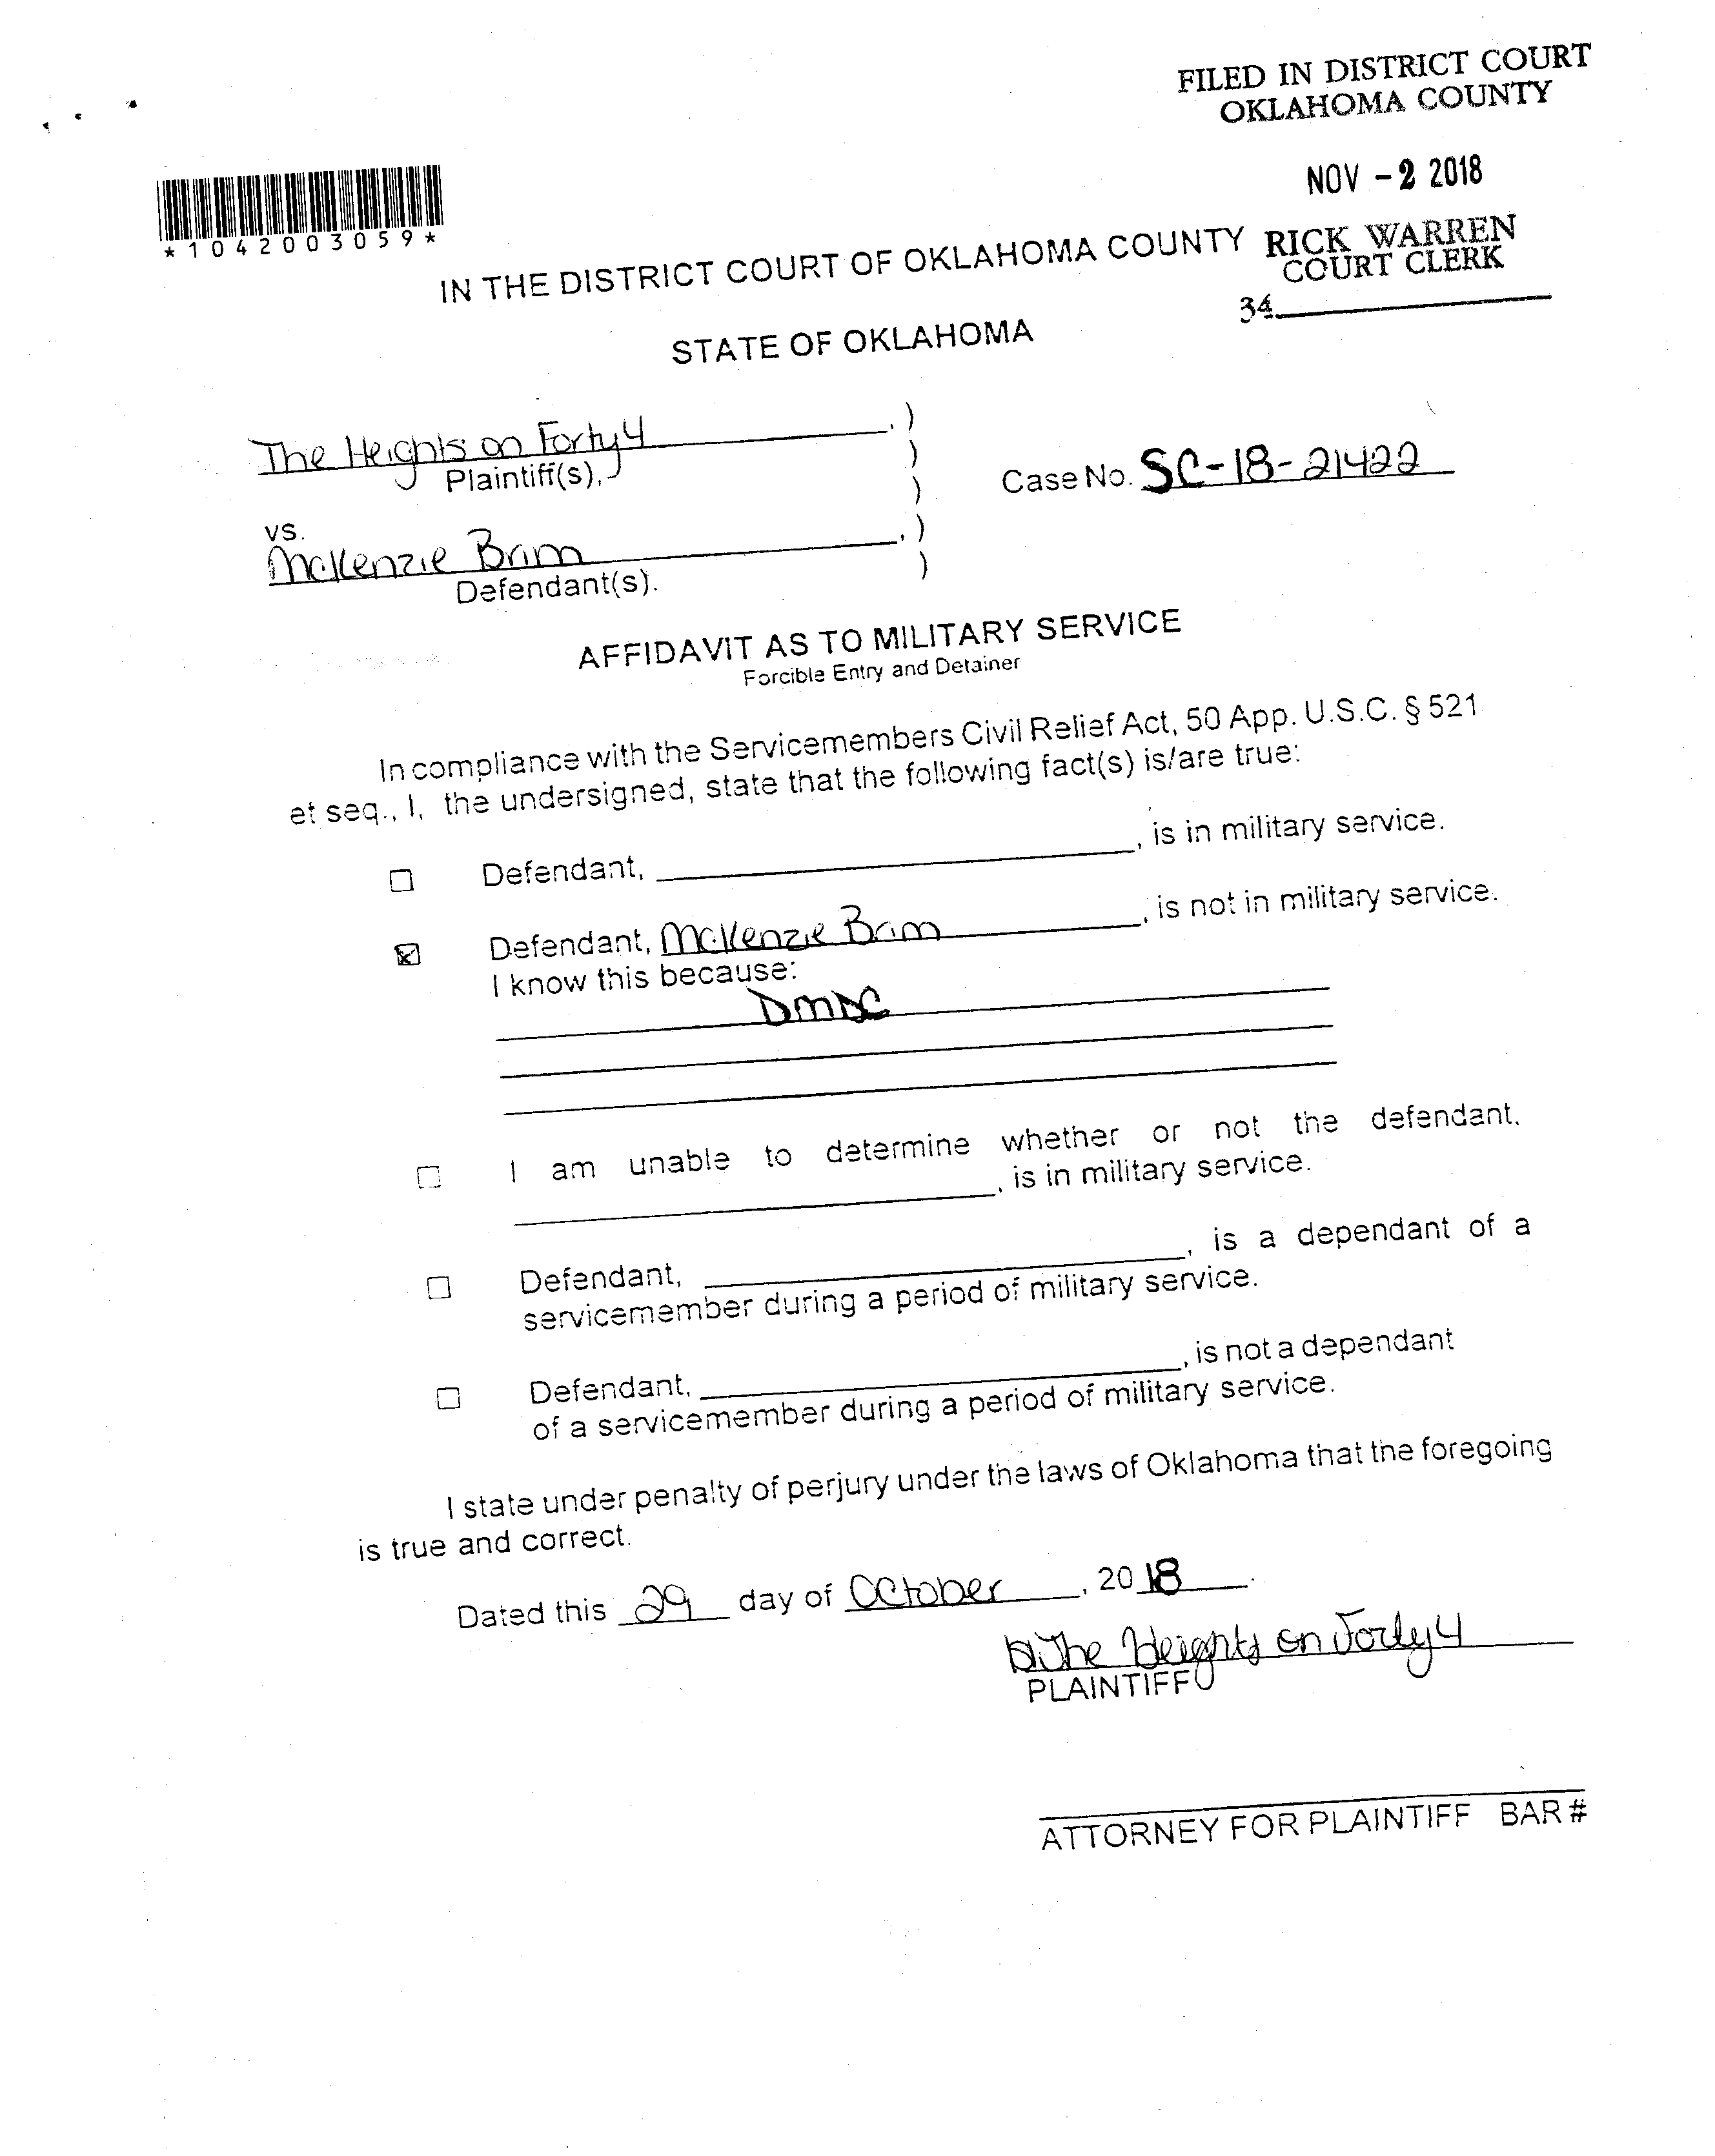 FILED IN DISTRICT COURT
OKLAHOMA COUNTY
NOV - 2 2018
RICK WARREN
COURT CLERK
34
*1042003059*
IN THE DISTRICT COURT OF OKLAHOMA COUNTY
STATE OF OKLAHOMA
The Heights on Forty4, )
Plaintiff(s), )
) Case No. SC-18-21422
vs.
McKenzie Brim, )
Defendant(s). )
AFFIDAVIT AS TO MILITARY SERVICE
Forcible Entry and Detainer
In compliance with the Servicemembers Civil Relief Act, 50 App. U.S.C. § 521
et seq., I, the undersigned, state that the following fact(s) is/are true:
☐ Defendant, , is in military service.
☒ Defendant, McKenzie Brim, is not in military service.
I know this because:
DMDC
☐ I am unable to determine whether or not the defendant,
, is in military service.
☐ Defendant, , is a dependant of a
servicemember during a period of military service.
☐ Defendant, , is not a dependant
of a servicemember during a period of military service.
I state under penalty of perjury under the laws of Oklahoma that the foregoing
is true and correct.
Dated this 29 day of October, 2018.
The Heights on Forty4
PLAINTIFF
ATTORNEY FOR PLAINTIFF BAR #